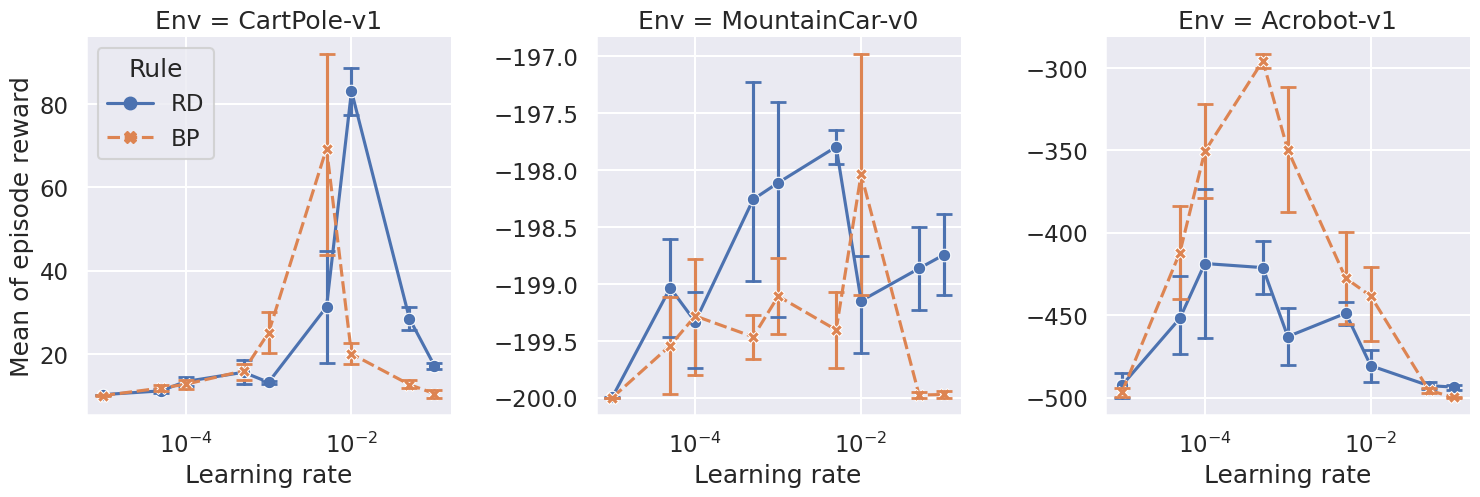 Env = CartPole-v1
Env = MountainCar-v0
Env = Acrobot-v1
Mean of episode reward
Rule
RD
BP
80
60
40
20
10⁻⁴
10⁻²
Learning rate
−197.0
−197.5
−198.0
−198.5
−199.0
−199.5
−200.0
10⁻⁴
10⁻²
Learning rate
−300
−350
−400
−450
−500
10⁻⁴
10⁻²
Learning rate